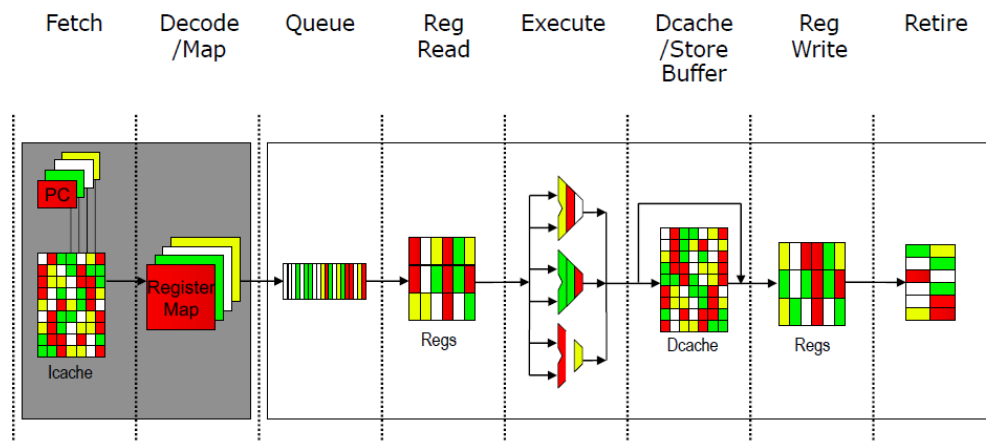 Fetch
Decode
/Map
Queue
Reg
Read
Execute
Dcache
/Store
Buffer
Reg
Write
Retire
PC
Register
Map
Icache
Regs
Dcache
Regs